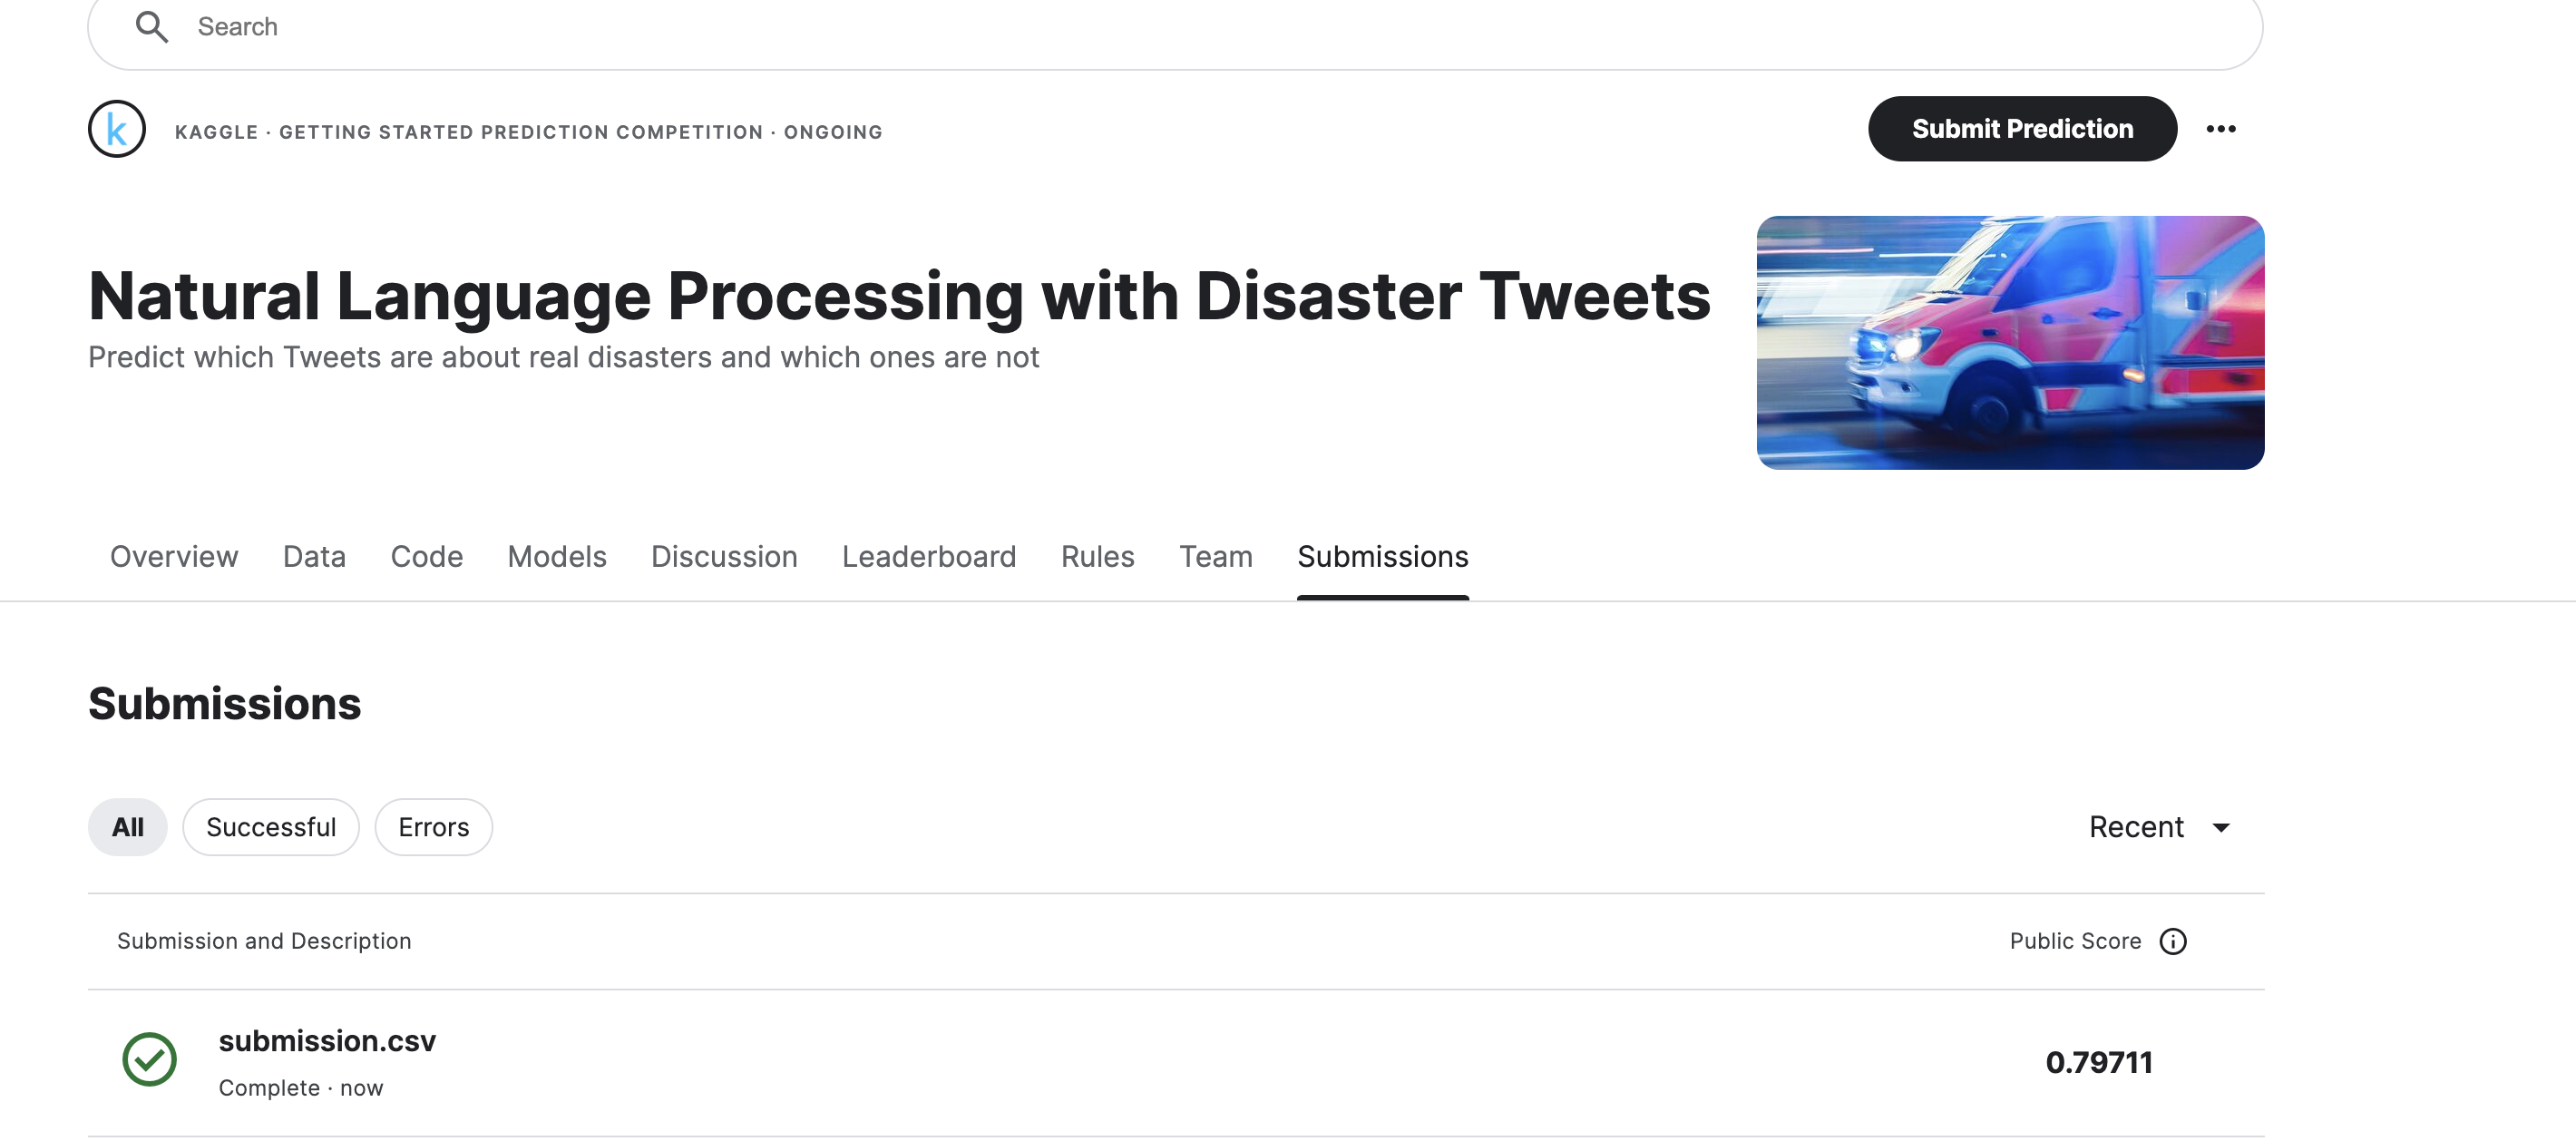 Search
k
KAGGLE · GETTING STARTED PREDICTION COMPETITION · ONGOING
Submit Prediction
Natural Language Processing with Disaster Tweets
Predict which Tweets are about real disasters and which ones are not
Overview Data Code Models Discussion Leaderboard Rules Team Submissions
Submissions
All Successful Errors Recent
Submission and Description Public Score
submission.csv
Complete · now
0.79711